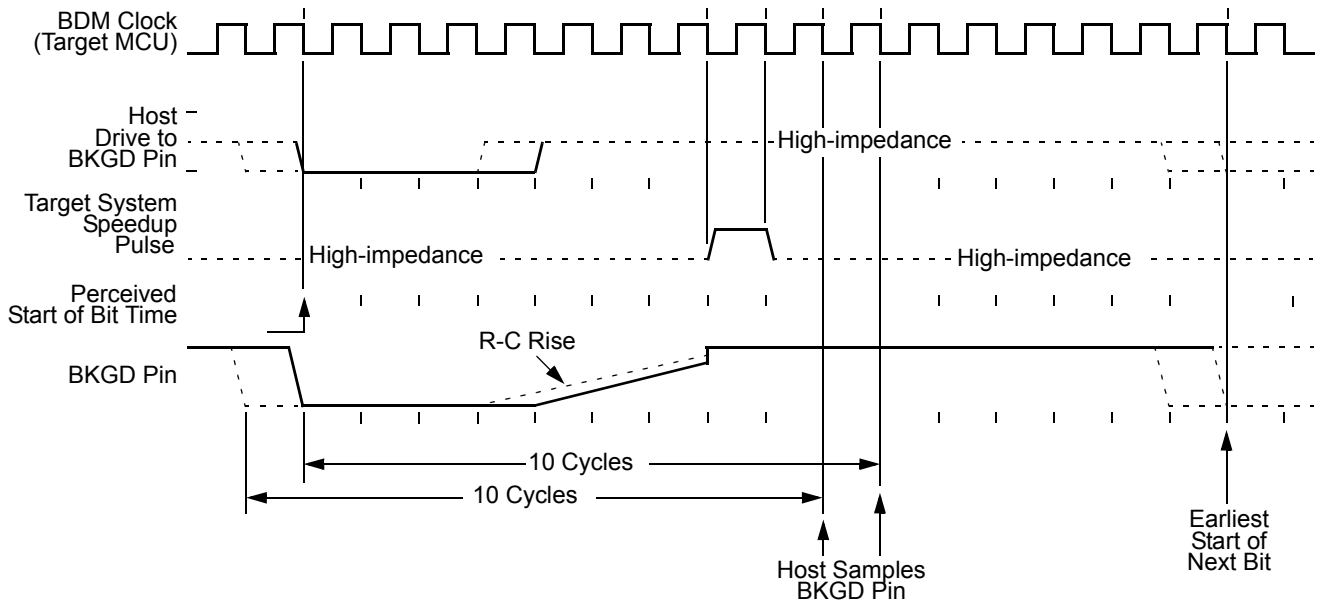 BDM Clock
(Target MCU)
Host
Drive to
BKGD Pin
High-impedance
Target System
Speedup
Pulse
High-impedance
High-impedance
Perceived
Start of Bit Time
R-C Rise
BKGD Pin
10 Cycles
10 Cycles
Host Samples
BKGD Pin
Earliest
Start of
Next Bit